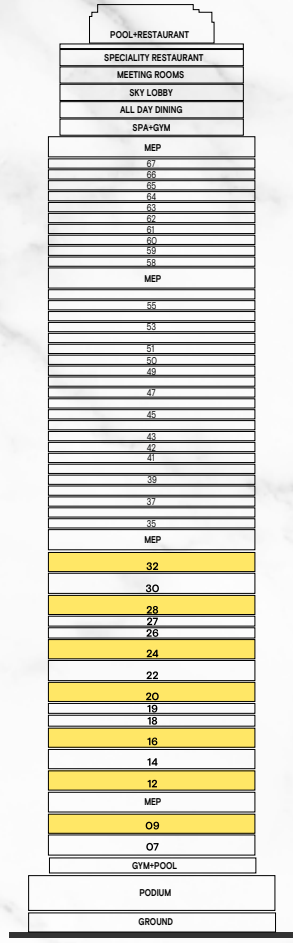 POOL+RESTAURANT
SPECIALITY RESTAURANT
MEETING ROOMS
SKY LOBBY
ALL DAY DINING
SPA+GYM
MEP
67
66
65
64
63
62
61
60
59
58
MEP
55
53
51
50
49
47
45
43
42
41
39
37
35
MEP
32
30
28
27
26
24
22
20
19
18
16
14
12
MEP
09
07
GYM+POOL
PODIUM
GROUND